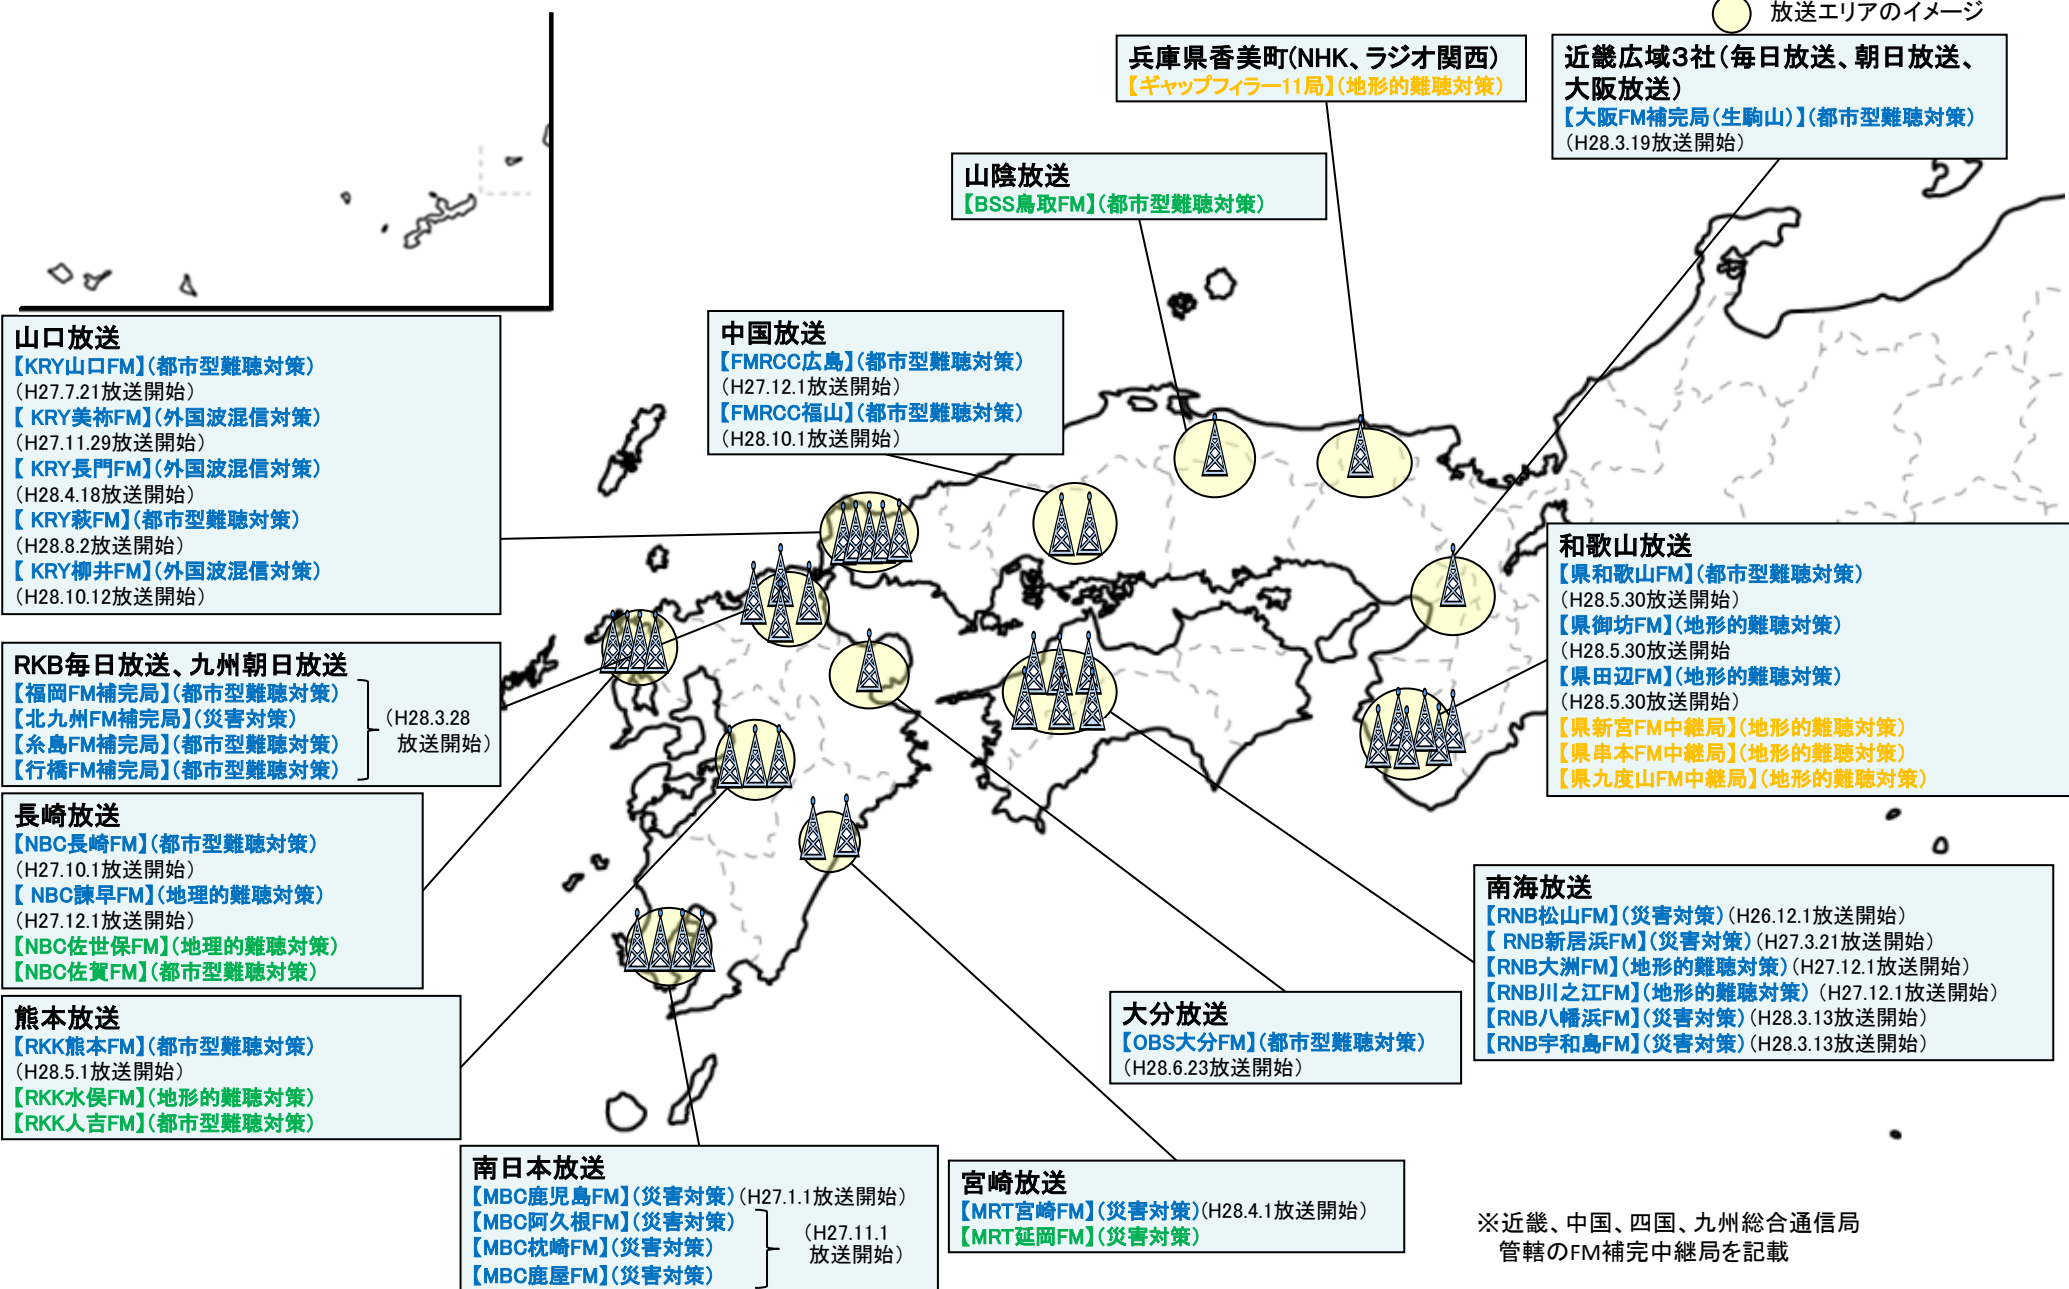 放送エリアのイメージ
兵庫県香美町(NHK、ラジオ関西)
【ギャップフィラー11局】(地形的難聴対策)
近畿広域3社(毎日放送、朝日放送、
大阪放送)
【大阪FM補完局(生駒山)】(都市型難聴対策)
(H28.3.19放送開始)
山陰放送
【BSS鳥取FM】(都市型難聴対策)
山口放送
【KRY山口FM】(都市型難聴対策)
(H27.7.21放送開始)
【 KRY美祢FM】(外国波混信対策)
(H27.11.29放送開始)
【 KRY長門FM】(外国波混信対策)
(H28.4.18放送開始)
【 KRY萩FM】(都市型難聴対策)
(H28.8.2放送開始)
【 KRY柳井FM】(外国波混信対策)
(H28.10.12放送開始)
中国放送
【FMRCC広島】(都市型難聴対策)
(H27.12.1放送開始)
【FMRCC福山】(都市型難聴対策)
(H28.10.1放送開始)
和歌山放送
【県和歌山FM】(都市型難聴対策)
(H28.5.30放送開始)
【県御坊FM】(地形的難聴対策)
(H28.5.30放送開始
【県田辺FM】(地形的難聴対策)
(H28.5.30放送開始)
【県新宮FM中継局】(地形的難聴対策)
【県串本FM中継局】(地形的難聴対策)
【県九度山FM中継局】(地形的難聴対策)
RKB毎日放送、九州朝日放送
【福岡FM補完局】(都市型難聴対策)
【北九州FM補完局】(災害対策)
【糸島FM補完局】(都市型難聴対策)
【行橋FM補完局】(都市型難聴対策)
(H28.3.28
放送開始)
長崎放送
【NBC長崎FM】(都市型難聴対策)
(H27.10.1放送開始)
【 NBC諫早FM】(地理的難聴対策)
(H27.12.1放送開始)
【NBC佐世保FM】(地理的難聴対策)
【NBC佐賀FM】(都市型難聴対策)
南海放送
【RNB松山FM】(災害対策)(H26.12.1放送開始)
【 RNB新居浜FM】(災害対策)(H27.3.21放送開始)
【RNB大洲FM】(地形的難聴対策)(H27.12.1放送開始)
【RNB川之江FM】(地形的難聴対策) (H27.12.1放送開始)
【RNB八幡浜FM】(災害対策)(H28.3.13放送開始)
【RNB宇和島FM】(災害対策)(H28.3.13放送開始)
熊本放送
【RKK熊本FM】(都市型難聴対策)
(H28.5.1放送開始)
【RKK水俣FM】(地形的難聴対策)
【RKK人吉FM】(都市型難聴対策)
大分放送
【OBS大分FM】(都市型難聴対策)
(H28.6.23放送開始)
南日本放送
【MBC鹿児島FM】(災害対策)(H27.1.1放送開始)
【MBC阿久根FM】(災害対策)
【MBC枕崎FM】(災害対策)
【MBC鹿屋FM】(災害対策)
(H27.11.1
放送開始)
宮崎放送
【MRT宮崎FM】(災害対策)(H28.4.1放送開始)
【MRT延岡FM】(災害対策)
※近畿、中国、四国、九州総合通信局
管轄のFM補完中継局を記載